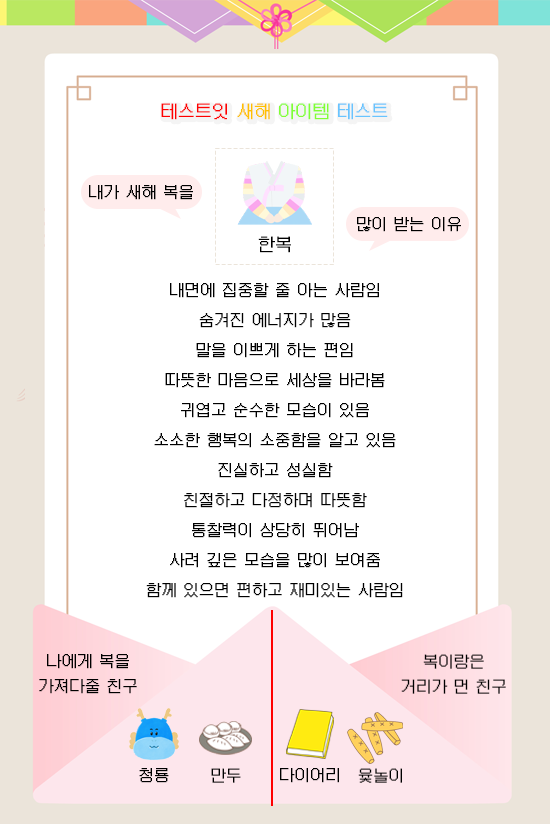 테스트잇 새해 아이템 테스트
내가 새해 복을
많이 받는 이유
한복
내면에 집중할 줄 아는 사람임
숨겨진 에너지가 많음
말을 이쁘게 하는 편임
따뜻한 마음으로 세상을 바라봄
귀엽고 순수한 모습이 있음
소소한 행복의 소중함을 알고 있음
진실하고 성실함
친절하고 다정하며 따뜻함
통찰력이 상당히 뛰어남
사려 깊은 모습을 많이 보여줌
함께 있으면 편하고 재미있는 사람임
나에게 복을
가져다줄 친구
복이랑은
거리가 먼 친구
청룡
만두
다이어리
윷놀이